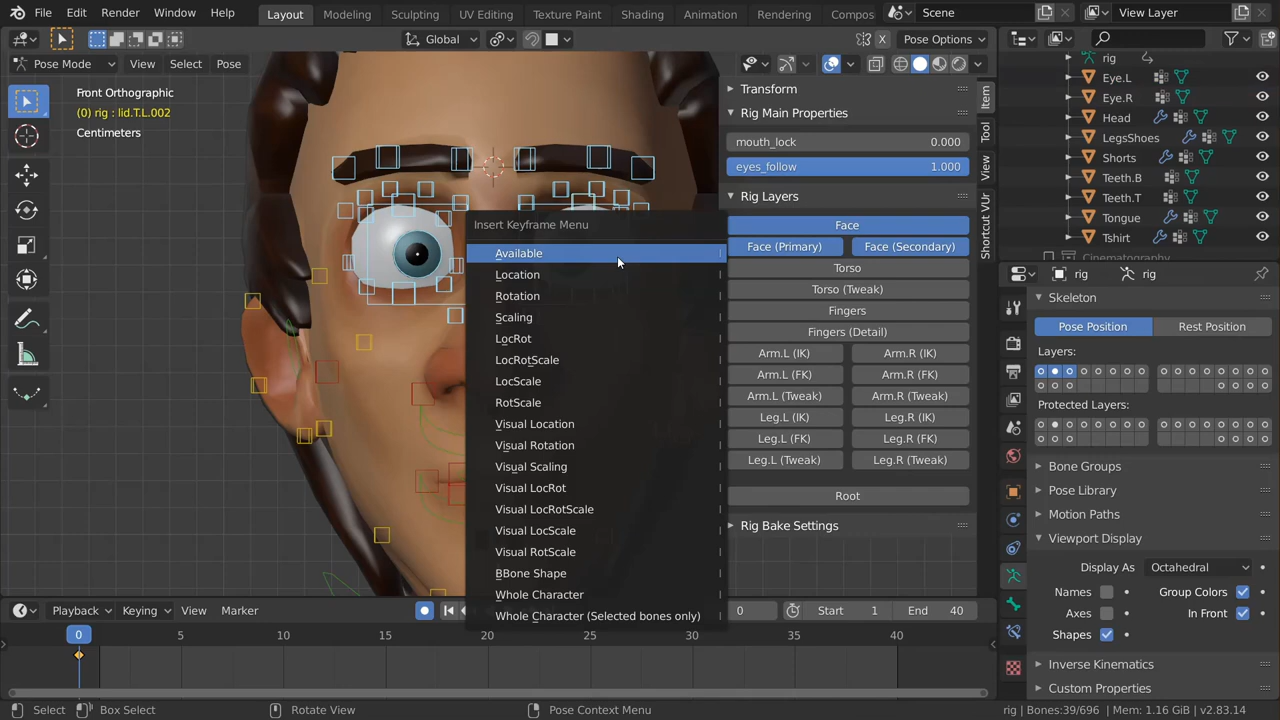 File Edit Render Window Help Layout Modeling Sculpting UV Editing Texture Paint Shading Animation Rendering Compos Scene View Layer
Global X Pose Options
Pose Mode View Select Pose
Front Orthographic
(0) rig : lid.T.L.002
Centimeters
Insert Keyframe Menu
Available
Location
Rotation
Scaling
LocRot
LocRotScale
LocScale
RotScale
Visual Location
Visual Rotation
Visual Scaling
Visual LocRot
Visual LocRotScale
Visual LocScale
Visual RotScale
BBone Shape
Whole Character
Whole Character (Selected bones only)
Transform
Rig Main Properties
mouth_lock 0.000
eyes_follow 1.000
Rig Layers
Face
Face (Primary) Face (Secondary)
Torso
Torso (Tweak)
Fingers
Fingers (Detail)
Arm.L (IK) Arm.R (IK)
Arm.L (FK) Arm.R (FK)
Arm.L (Tweak) Arm.R (Tweak)
Leg.L (IK) Leg.R (IK)
Leg.L (FK) Leg.R (FK)
Leg.L (Tweak) Leg.R (Tweak)
Root
Rig Bake Settings
Item
Tool
View
Shortcut VUr
rig
Eye.L
Eye.R
Head
LegsShoes
Shorts
Teeth.B
Teeth.T
Tongue
Tshirt
rig rig
Skeleton
Pose Position Rest Position
Layers:
Protected Layers:
Bone Groups
Pose Library
Motion Paths
Viewport Display
Display As Octahedral
Names Group Colors
Axes In Front
Shapes
Inverse Kinematics
Custom Properties
Playback Keying View Marker 0 Start 1 End 40
0 5 10 15 20 25 30 35 40
Select Box Select Rotate View Pose Context Menu rig | Bones:39/696 | Mem: 1.16 GiB | v2.83.14